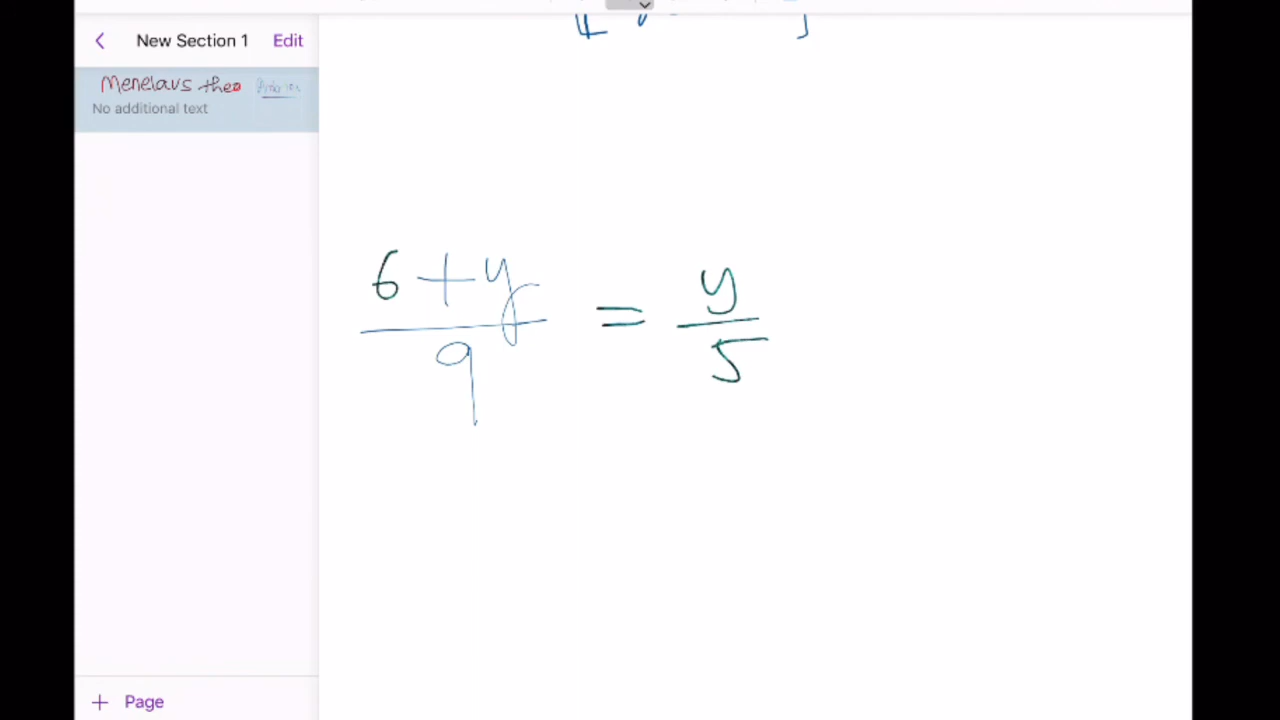 New Section 1 Edit
Menelaus theo
No additional text
6 + y
9
=
y
5
+ Page